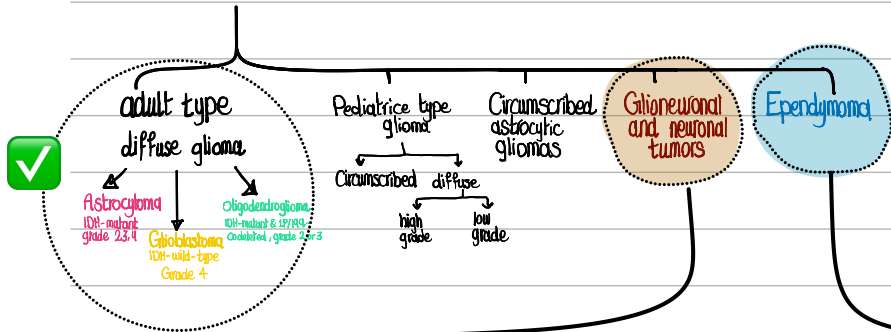 adult type
diffuse glioma
Astrocytoma
IDH-mutant
grade 2,3,4
Glioblastoma
IDH-wild-type
Grade 4
Oligodendroglioma
IDH-mutant & 1P/19q
Codeleted, grade 2 or 3
Pediatrice type
glioma
Circumscribed
diffuse
high
grade
low
grade
Circumscribed
astrocytic
gliomas
Glioneuronal
and neuronal
tumors
Ependymoma